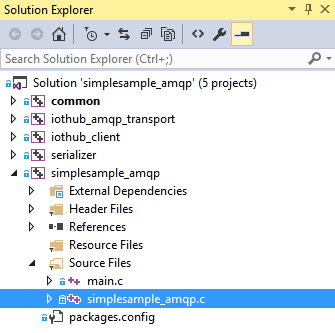 Solution Explorer
Search Solution Explorer (Ctrl+;)
Solution 'simplesample_amqp' (5 projects)
common
iothub_amqp_transport
iothub_client
serializer
simplesample_amqp
External Dependencies
Header Files
References
Resource Files
Source Files
main.c
simplesample_amqp.c
packages.config